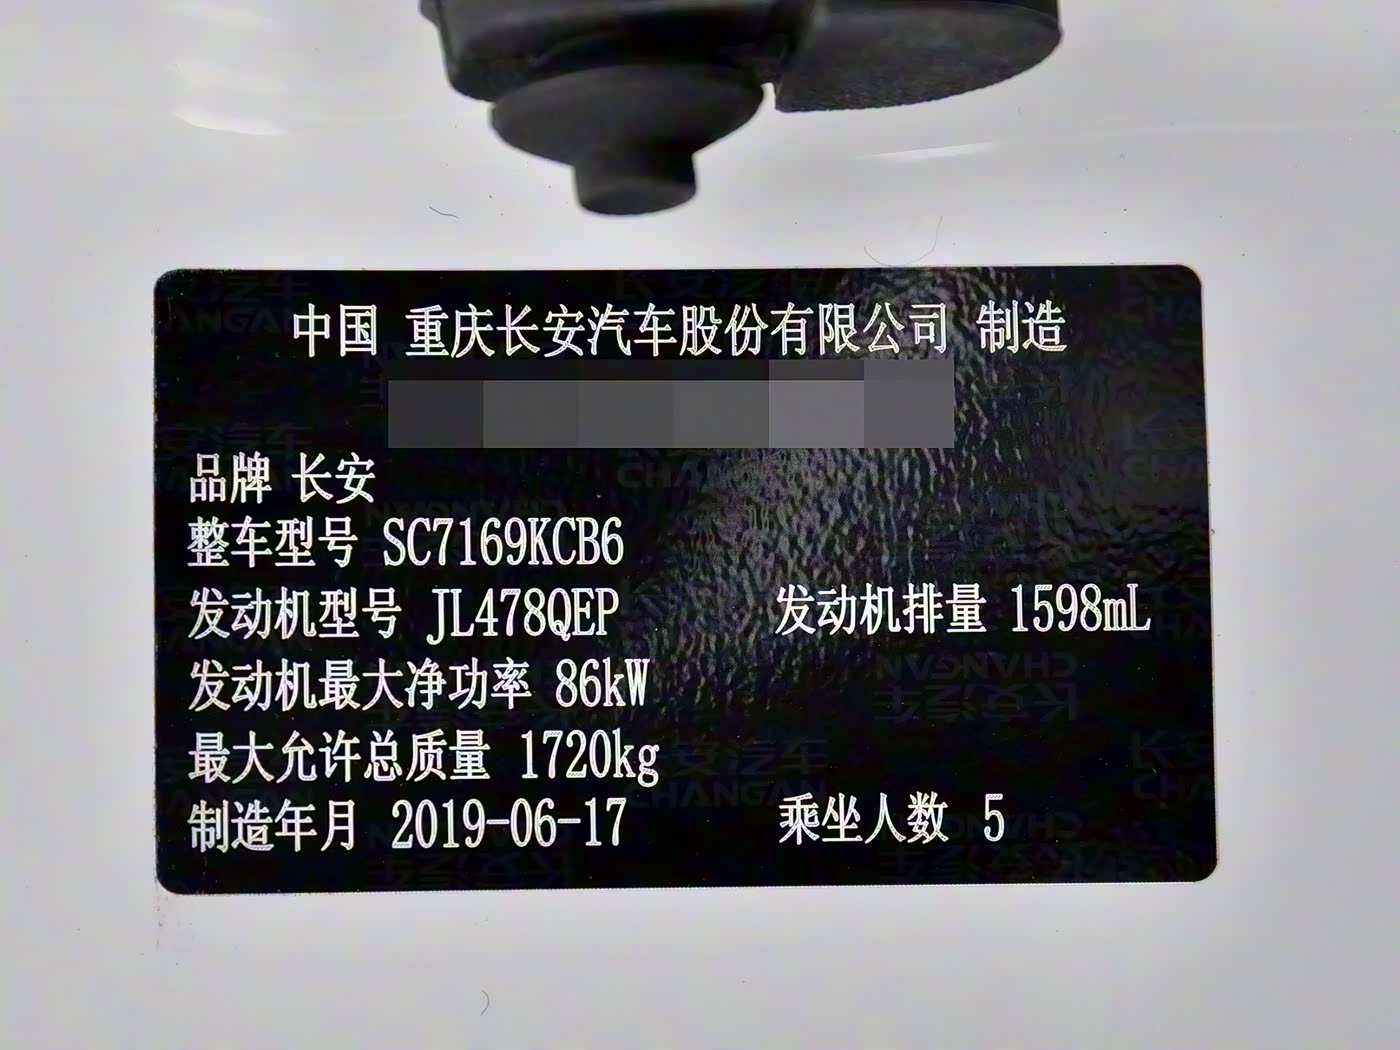 中国 重庆长安汽车股份有限公司 制造
品牌 长安
整车型号 SC7169KCB6
发动机型号 JL478QEP 发动机排量 1598mL
发动机最大净功率 86kW
最大允许总质量 1720kg
制造年月 2019-06-17 乘坐人数 5